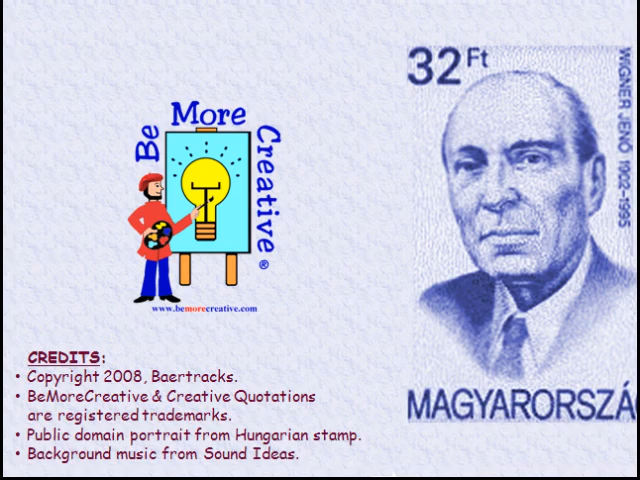 32 Ft
WIGNER JENŐ 1902-1995
Be More Creative ®
www.bemorecreative.com
MAGYARORSZÁ
CREDITS:
• Copyright 2008, Baertracks.
• BeMoreCreative & Creative Quotations
are registered trademarks.
• Public domain portrait from Hungarian stamp.
• Background music from Sound Ideas.